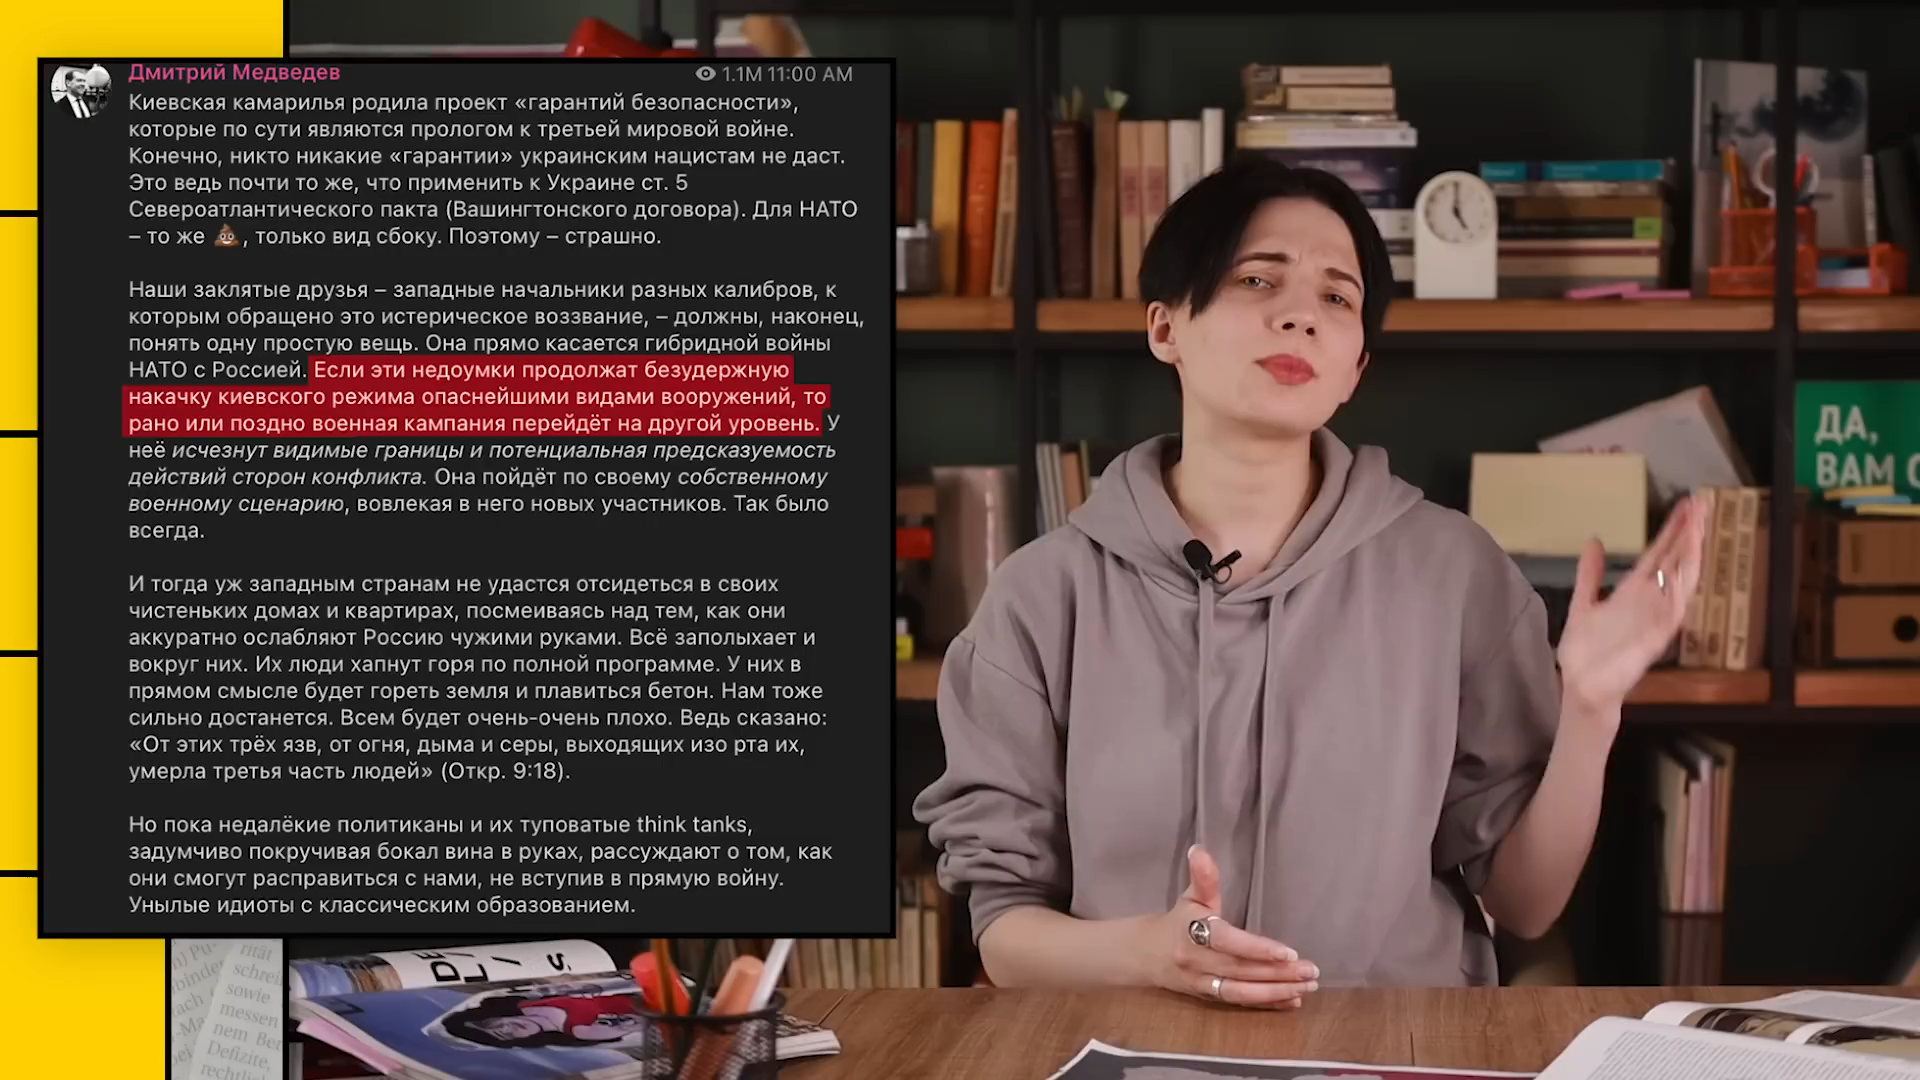 Дмитрий Медведев
1.1M 11:00 AM
Киевская камарилья родила проект «гарантий безопасности»,
которые по сути являются прологом к третьей мировой войне.
Конечно, никто никакие «гарантии» украинским нацистам не даст.
Это ведь почти то же, что применить к Украине ст. 5
Североатлантического пакта (Вашингтонского договора). Для НАТО
– то же 💩, только вид сбоку. Поэтому – страшно.
Наши заклятые друзья – западные начальники разных калибров, к
которым обращено это истерическое воззвание, – должны, наконец,
понять одну простую вещь. Она прямо касается гибридной войны
НАТО с Россией. Если эти недоумки продолжат безудержную
накачку киевского режима опаснейшими видами вооружений, то
рано или поздно военная кампания перейдёт на другой уровень. У
неё исчезнут видимые границы и потенциальная предсказуемость
действий сторон конфликта. Она пойдёт по своему собственному
военному сценарию, вовлекая в него новых участников. Так было
всегда.
И тогда уж западным странам не удастся отсидеться в своих
чистеньких домах и квартирах, посмеиваясь над тем, как они
аккуратно ослабляют Россию чужими руками. Всё заполыхает и
вокруг них. Их люди хапнут горя по полной программе. У них в
прямом смысле будет гореть земля и плавиться бетон. Нам тоже
сильно достанется. Всем будет очень-очень плохо. Ведь сказано:
«От этих трёх язв, от огня, дыма и серы, выходящих изо рта их,
умерла третья часть людей» (Откр. 9:18).
Но пока недалёкие политиканы и их туповатые think tanks,
задумчиво покручивая бокал вина в руках, рассуждают о том, как
они смогут расправиться с нами, не вступив в прямую войну.
Унылые идиоты с классическим образованием.
ДА,
ВАМ
rität
schreit
sowie
messen
nem Ber
Defizite,